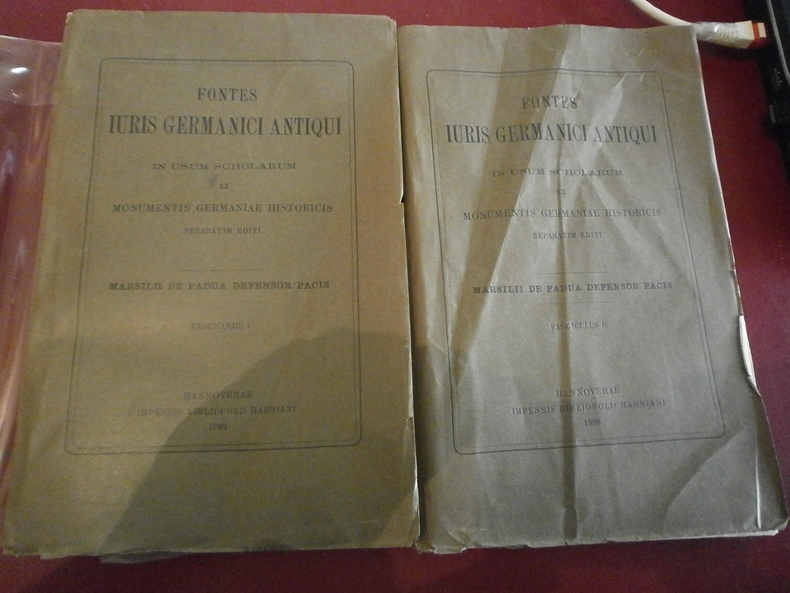 FONTES
IURIS GERMANICI ANTIQUI
IN USUM SCHOLARUM
EX
MONUMENTIS GERMANIAE HISTORICIS
SEPARATIM EDITI
MARSILII DE PADUA DEFENSOR PACIS
FASCICULUS I
HANNOVERAE
IMPENSIS BIBLIOPOLII HAHNIANI
FONTES
IURIS GERMANICI ANTIQUI
IN USUM SCHOLARUM
EX
MONUMENTIS GERMANIAE HISTORICIS
SEPARATIM EDITI
MARSILII DE PADUA DEFENSOR PACIS
FASCICULUS II
HANNOVERAE
IMPENSIS BIBLIOPOLII HAHNIANI